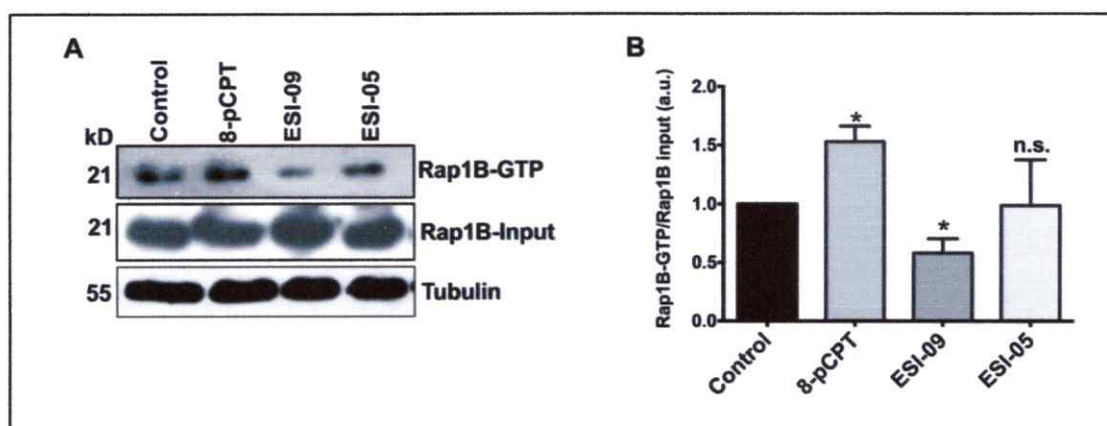 A
Control
8-pCPT
ESI-09
ESI-05
kD
21
Rap1B-GTP
21
Rap1B-Input
55
Tubulin
B
Rap1B-GTP/Rap1B input (a.u.)
2.0
1.5
1.0
0.5
0.0
*
*
n.s.
Control
8-pCPT
ESI-09
ESI-05